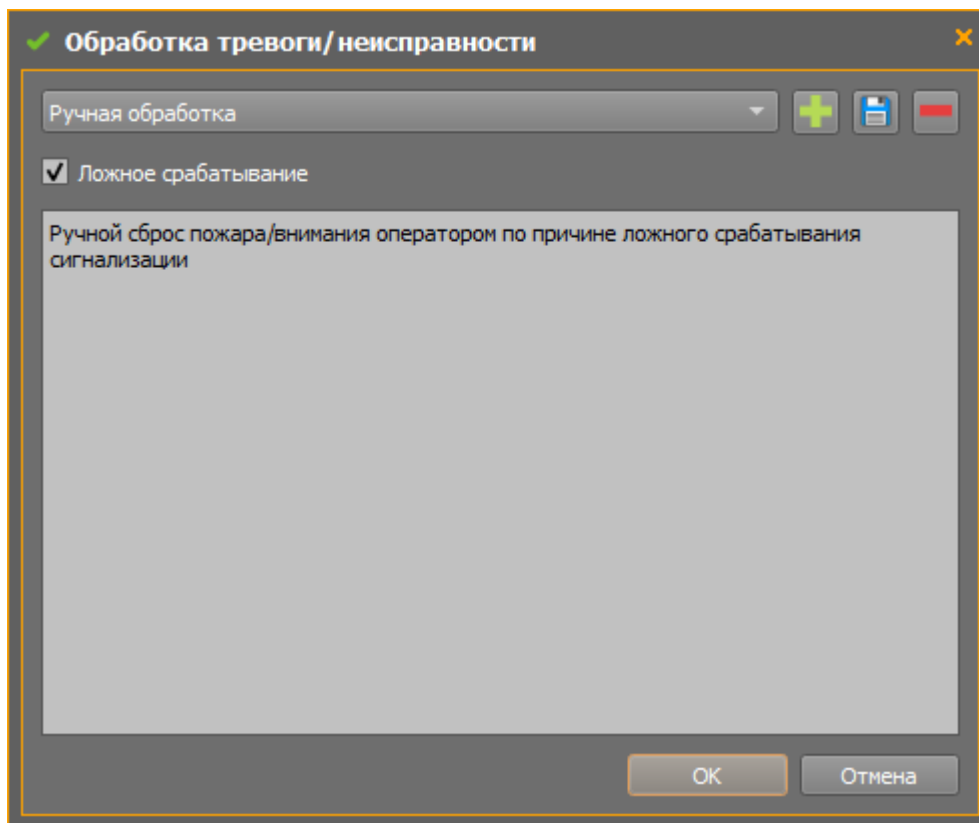 Обработка тревоги/неисправности
Ручная обработка
Ложное срабатывание
Ручной сброс пожара/внимания оператором по причине ложного срабатывания
сигнализации
OK
Отмена